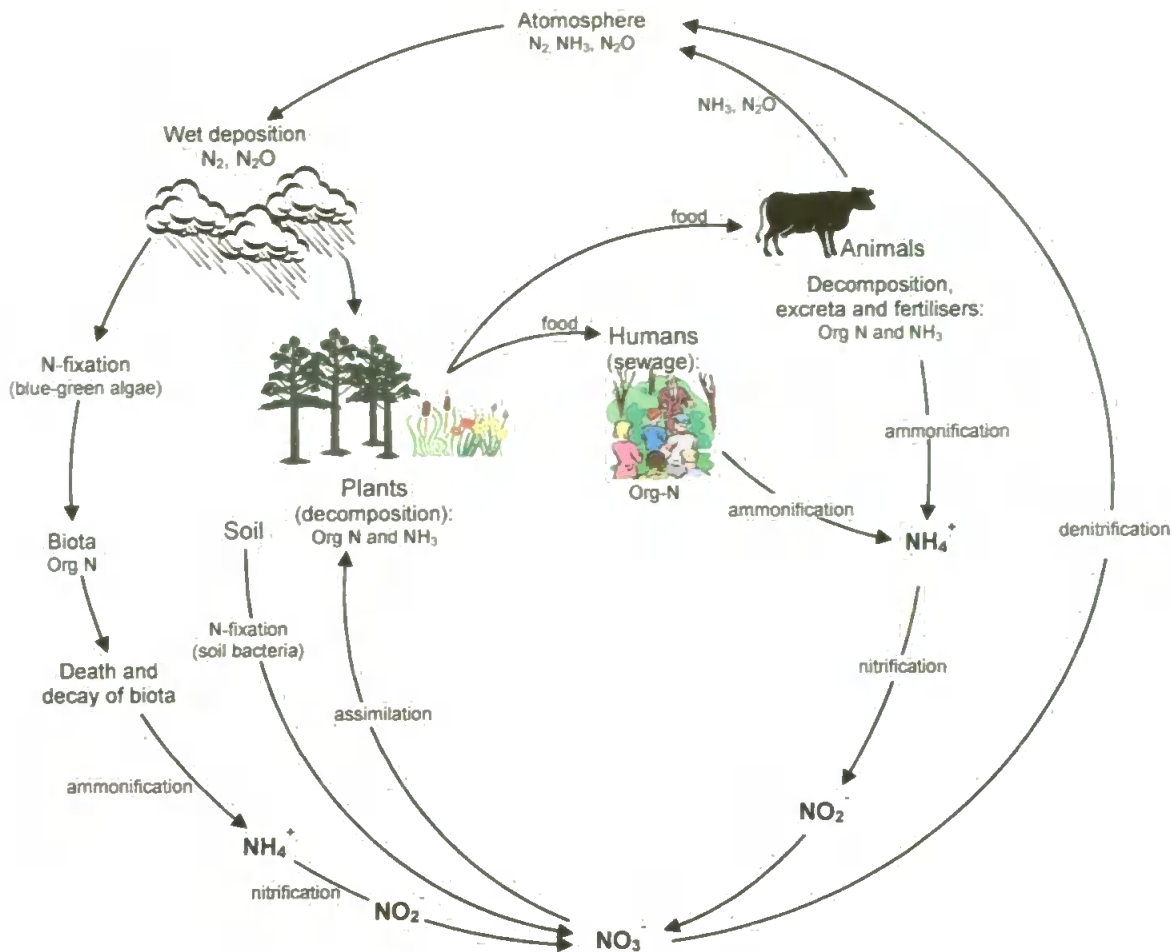 Atomosphere
N₂, NH₃, N₂O
NH₃, N₂O
Wet deposition
N₂, N₂O
food
Animals
Decomposition,
excreta and fertilisers:
Org N and NH₃
food
Humans
(sewage):
Org-N
N-fixation
(blue-green algae)
ammonification
Plants
(decomposition):
Org N and NH₃
Soil
ammonification
NH₄⁺
denitrification
Biota
Org N
N-fixation
(soil bacteria)
nitrification
Death and
decay of biota
assimilation
ammonification
NO₂⁻
NH₄⁺
nitrification
NO₂⁻
NO₃⁻